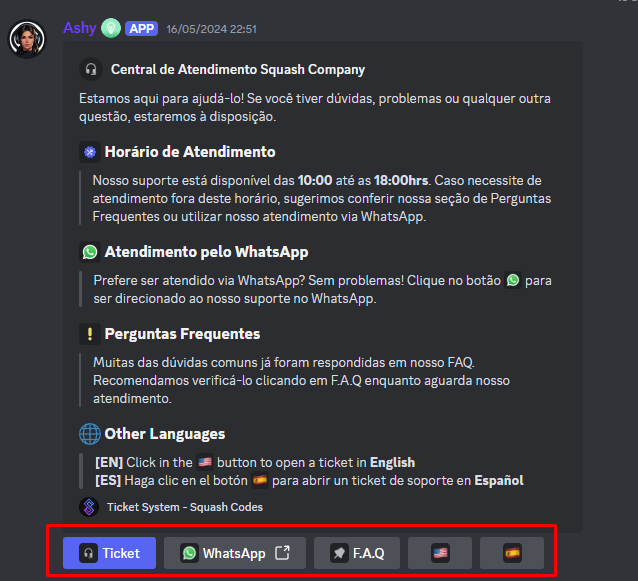 Ashy APP 16/05/2024 22:51
Central de Atendimento Squash Company
Estamos aqui para ajudá-lo! Se você tiver dúvidas, problemas ou qualquer outra
questão, estaremos à disposição.
Horário de Atendimento
Nosso suporte está disponível das 10:00 até as 18:00hrs. Caso necessite de
atendimento fora deste horário, sugerimos conferir nossa seção de Perguntas
Frequentes ou utilizar nosso atendimento via WhatsApp.
Atendimento pelo WhatsApp
Prefere ser atendido via WhatsApp? Sem problemas! Clique no botão para
ser direcionado ao nosso suporte no WhatsApp.
Perguntas Frequentes
Muitas das dúvidas comuns já foram respondidas em nosso FAQ.
Recomendamos verificá-lo clicando em F.A.Q enquanto aguarda nosso
atendimento.
Other Languages
[EN] Click in the 🇺🇸 button to open a ticket in English
[ES] Haga clic en el botón 🇪🇸 para abrir un ticket de soporte en Español
Ticket System - Squash Codes
Ticket WhatsApp F.A.Q 🇺🇸 🇪🇸